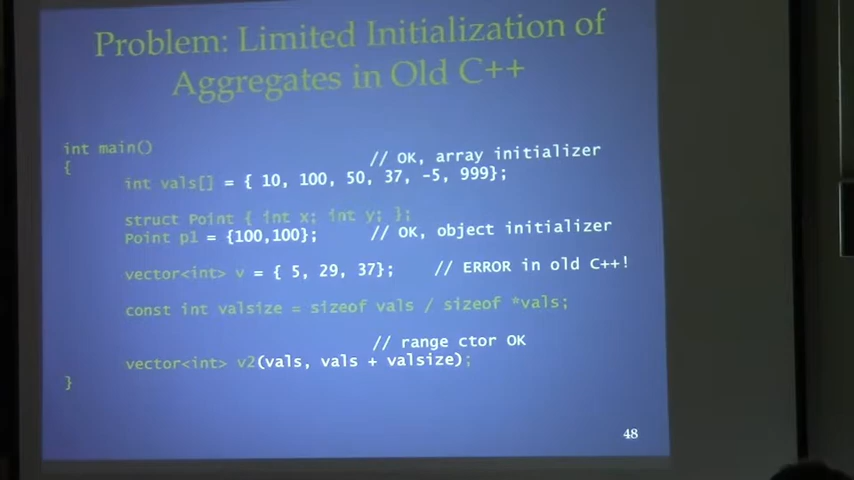 Problem: Limited Initialization of
Aggregates in Old C++
int main()
{
// OK, array initializer
int vals[] = { 10, 100, 50, 37, -5, 999};
struct Point { int x; int y; };
Point p1 = {100,100}; // OK, object initializer
vector<int> v = { 5, 29, 37}; // ERROR in old C++!
const int valsize = sizeof vals / sizeof *vals;
// range ctor OK
vector<int> v2(vals, vals + valsize);
}
48